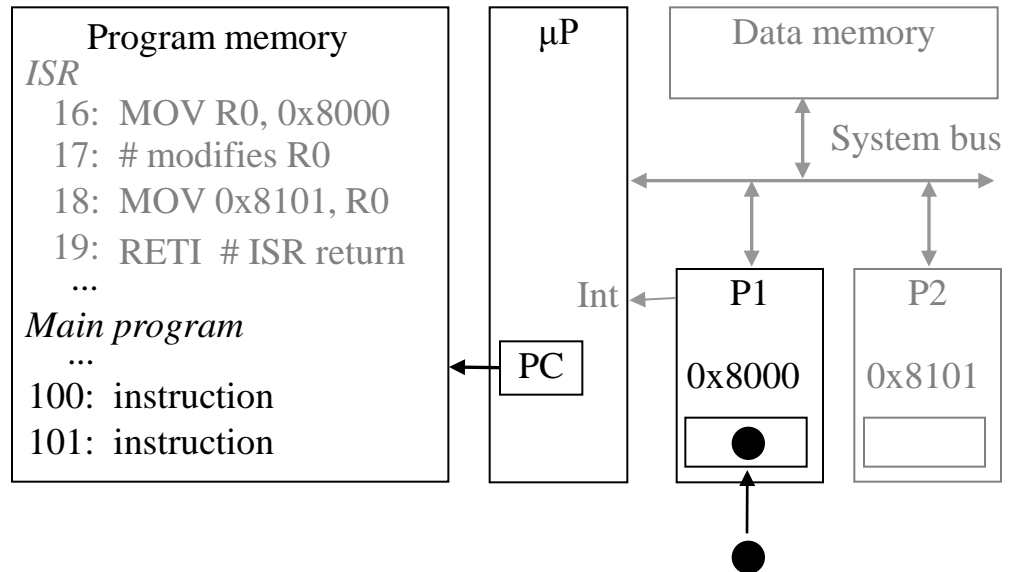 Program memory
ISR
16: MOV R0, 0x8000
17: # modifies R0
18: MOV 0x8101, R0
19: RETI # ISR return
...
Main program
...
100: instruction
101: instruction
μP
PC
Int
Data memory
System bus
P1
0x8000
P2
0x8101